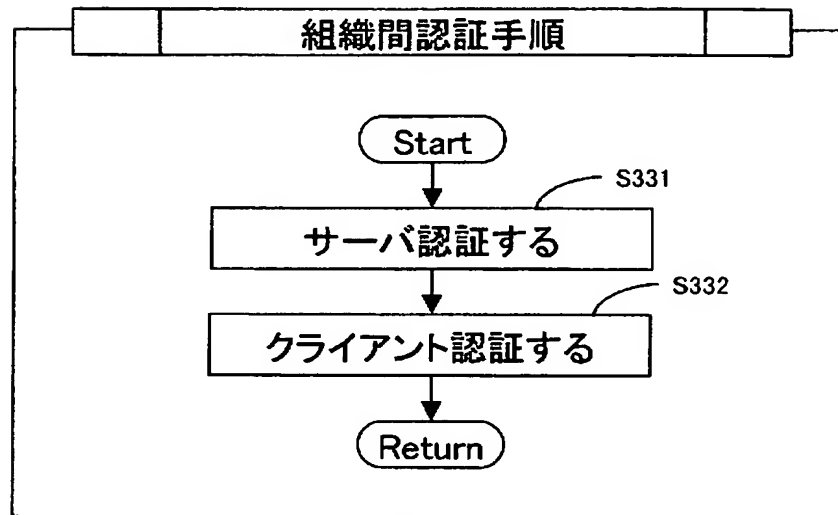 組織間認証手順
Start
S331
サーバ認証する
S332
クライアント認証する
Return